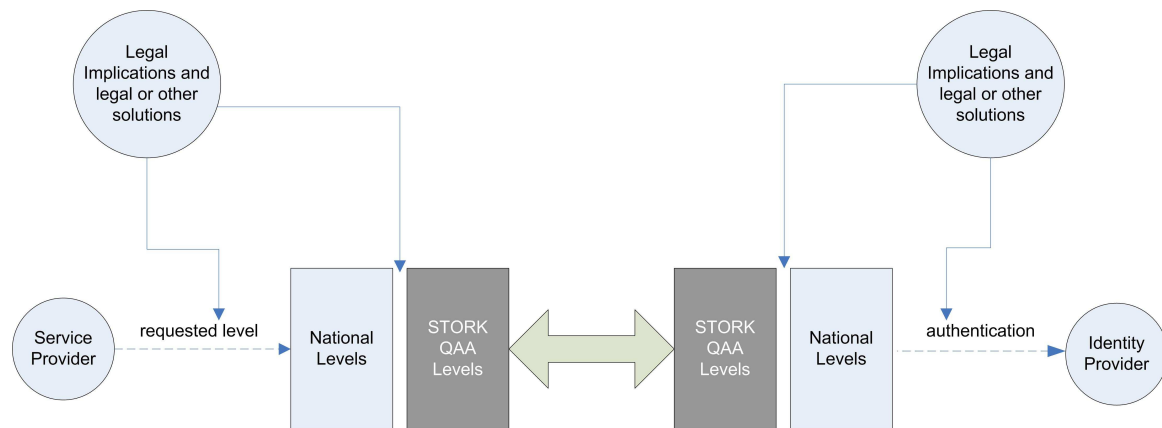 Legal
Implications and
legal or other
solutions
Legal
Implications and
legal or other
solutions
Service
Provider
requested level
National
Levels
STORK
QAA
Levels
STORK
QAA
Levels
National
Levels
authentication
Identity
Provider